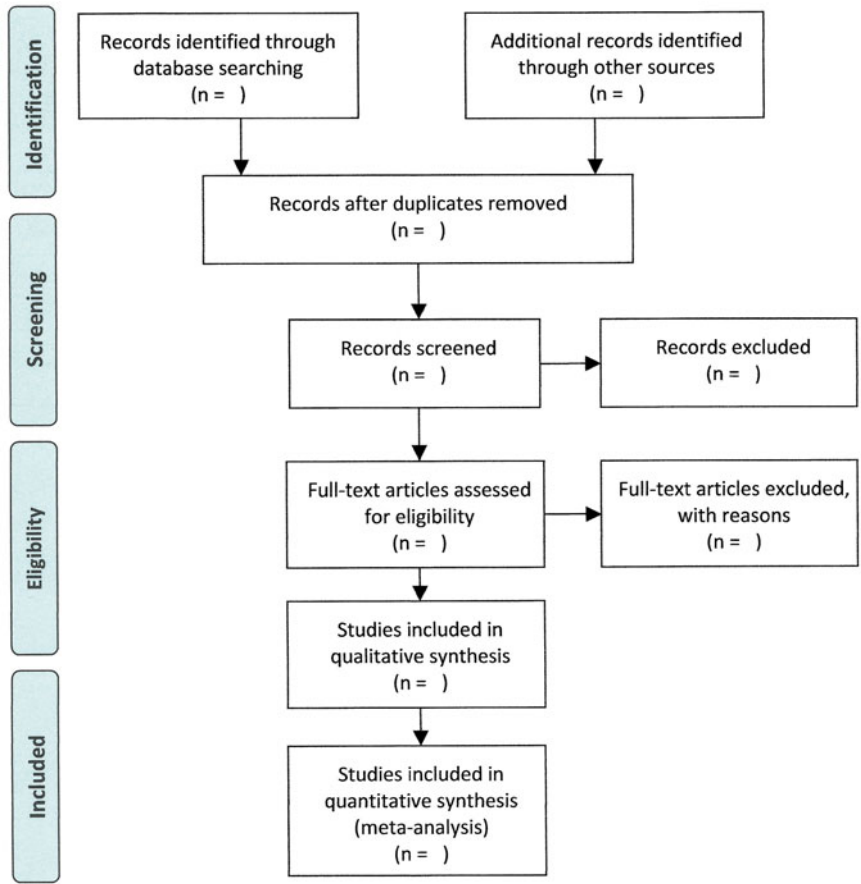 Identification
Records identified through
database searching
(n =   )
Additional records identified
through other sources
(n =   )
Records after duplicates removed
(n =   )
Screening
Records screened
(n =   )
Records excluded
(n =   )
Eligibility
Full-text articles assessed
for eligibility
(n =   )
Full-text articles excluded,
with reasons
(n =   )
Studies included in
qualitative synthesis
(n =   )
Included
Studies included in
quantitative synthesis
(meta-analysis)
(n =   )